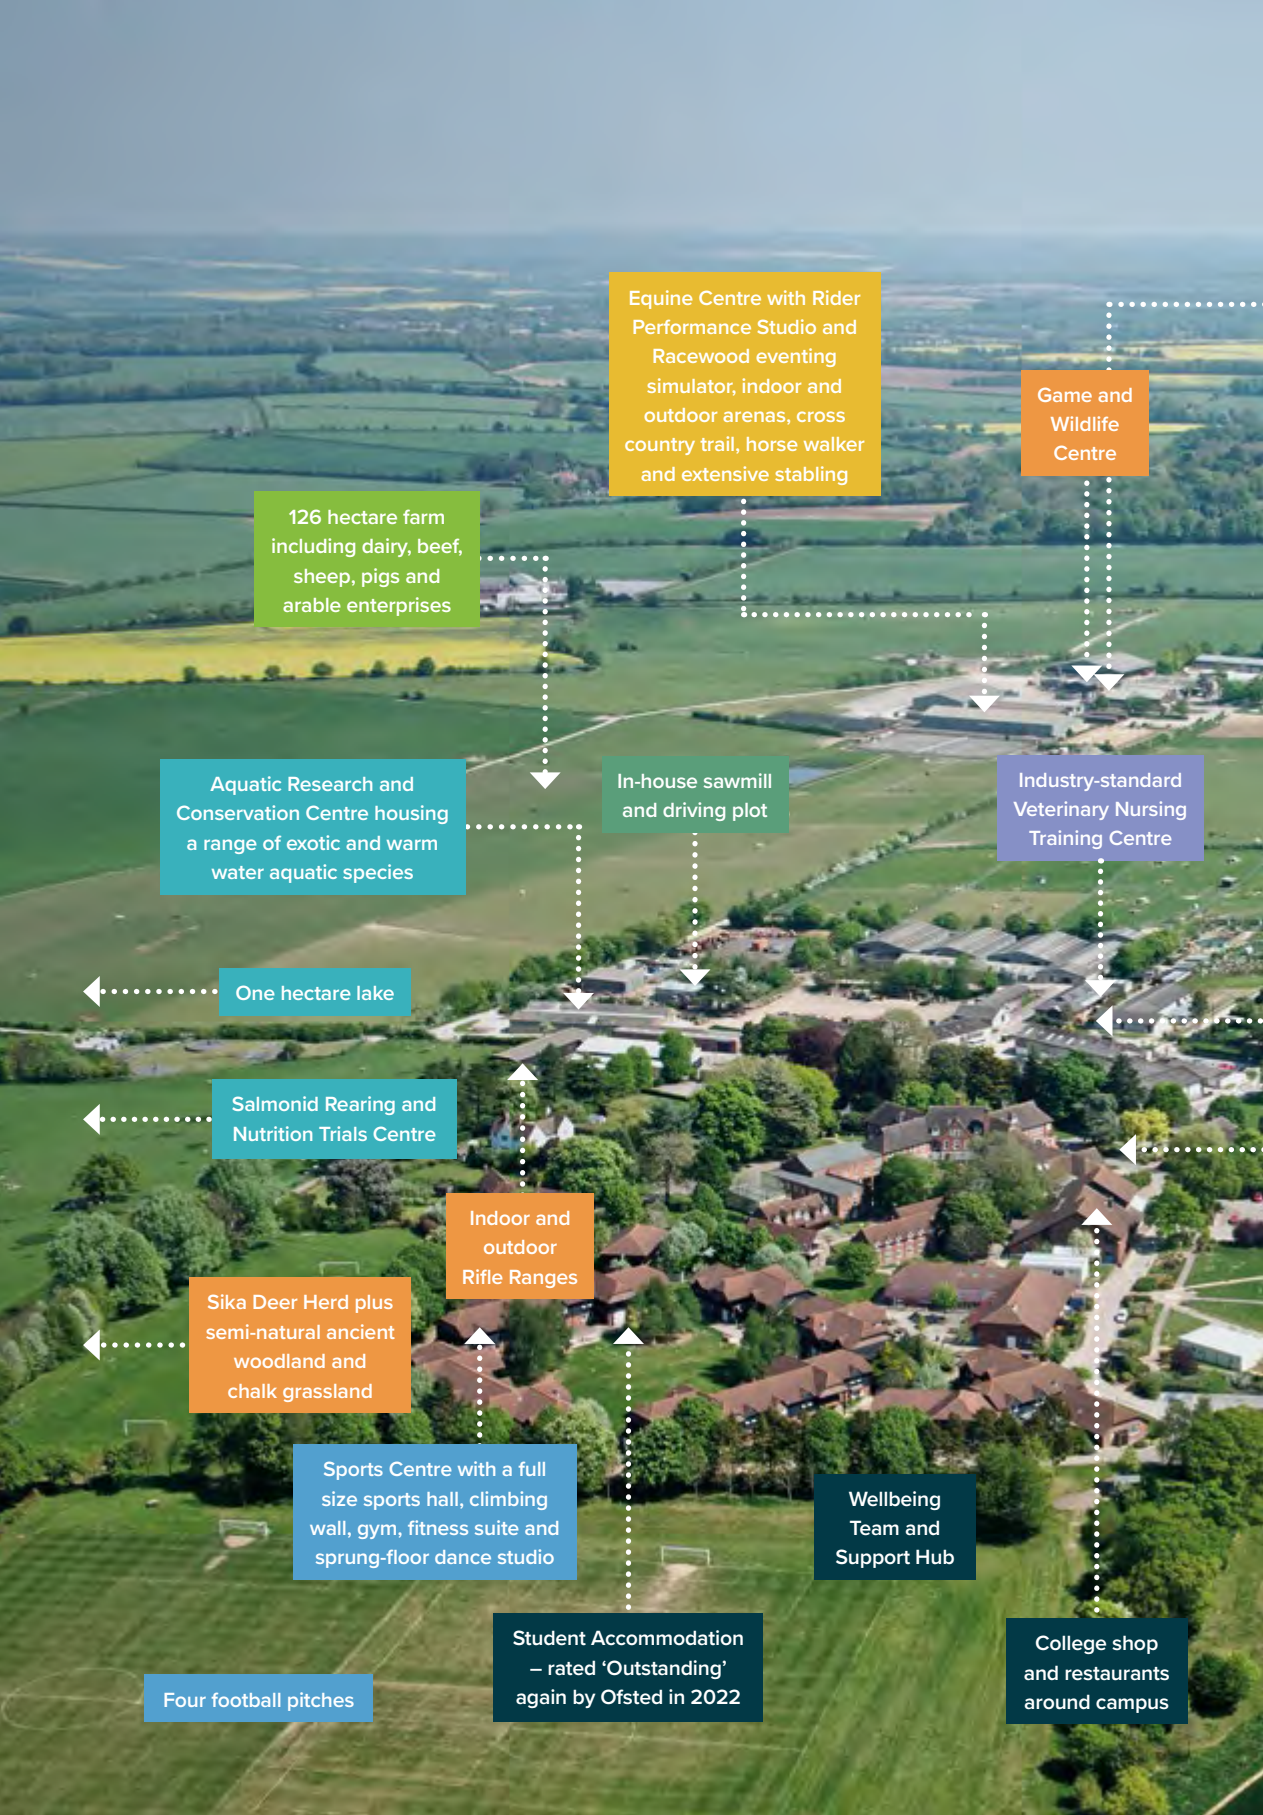 Equine Centre with Rider
Performance Studio and
Racewood eventing
simulator, indoor and
outdoor arenas, cross
country trail, horse walker
and extensive stabling
Game and
Wildlife
Centre
126 hectare farm
including dairy, beef,
sheep, pigs and
arable enterprises
Aquatic Research and
Conservation Centre housing
a range of exotic and warm
water aquatic species
In-house sawmill
and driving plot
Industry-standard
Veterinary Nursing
Training Centre
One hectare lake
Salmonid Rearing and
Nutrition Trials Centre
Indoor and
outdoor
Rifle Ranges
Sika Deer Herd plus
semi-natural ancient
woodland and
chalk grassland
Sports Centre with a full
size sports hall, climbing
wall, gym, fitness suite and
sprung-floor dance studio
Wellbeing
Team and
Support Hub
Student Accommodation
– rated ‘Outstanding’
again by Ofsted in 2022
College shop
and restaurants
around campus
Four football pitches